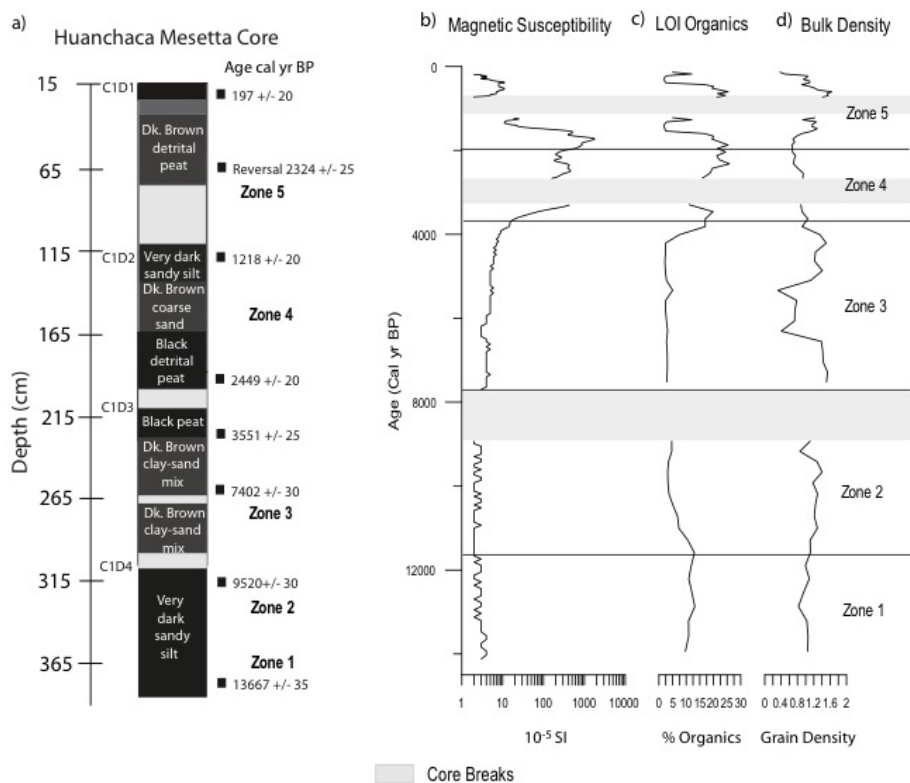 a)
Huanchaca Mesetta Core
Age cal yr BP
Depth (cm)
15
65
115
165
215
265
315
365
C1D1
C1D2
C1D3
C1D4
Dk. Brown
detrital
peat
Very dark
sandy silt
Dk. Brown
coarse
sand
Black
detrital
peat
Black peat
Dk. Brown
clay-sand
mix
Dk. Brown
clay-sand
mix
Very
dark
sandy
silt
197 +/- 20
Reversal 2324 +/- 25
Zone 5
1218 +/- 20
Zone 4
2449 +/- 20
3551 +/- 25
7402 +/- 30
Zone 3
9520+/- 30
Zone 2
Zone 1
13667 +/- 35
b)
Magnetic Susceptibility
c)
LOI Organics
d)
Bulk Density
Age (Cal yr BP)
0
4000
8000
12000
Zone 5
Zone 4
Zone 3
Zone 2
Zone 1
1 10 100 1000 10000
10-5 SI
0 5 10 15 20 25 30
% Organics
0 0.4 0.8 1.2 1.6 2
Grain Density
Core Breaks